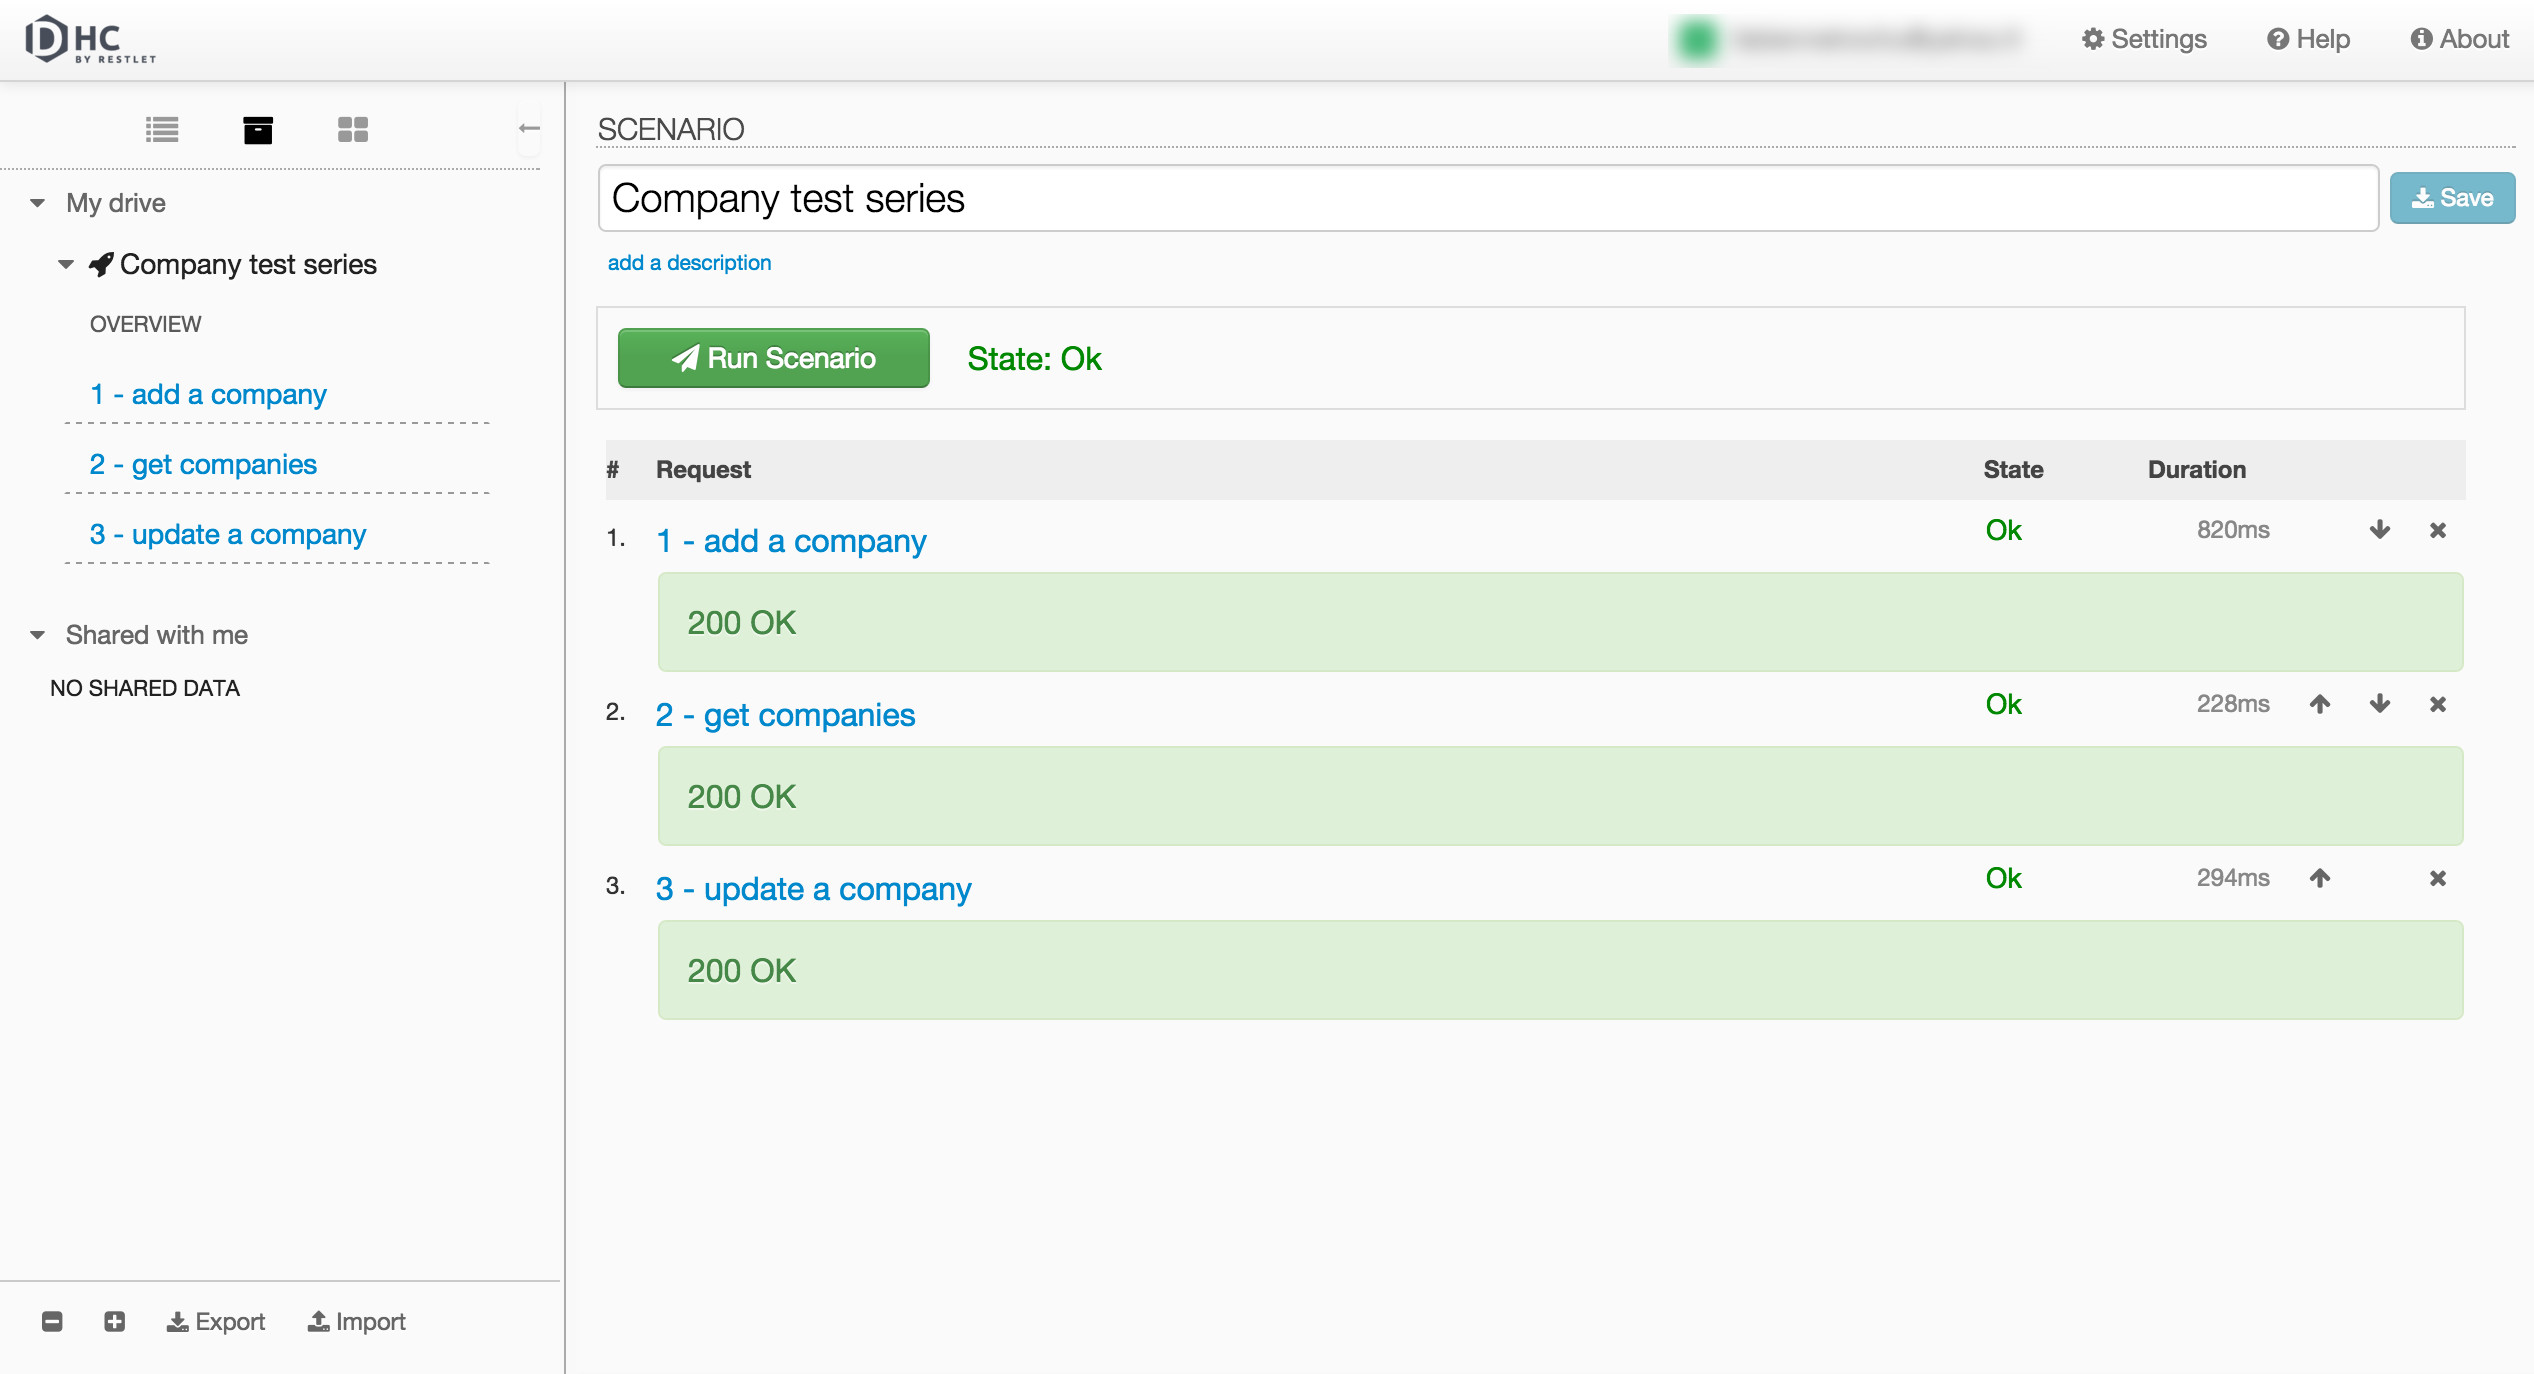 DHC
BY RESTLET
Settings
Help
About
My drive
Company test series
OVERVIEW
1 - add a company
2 - get companies
3 - update a company
Shared with me
NO SHARED DATA
Export
Import
SCENARIO
Company test series
Save
add a description
Run Scenario
State: Ok
# Request State Duration
1. 1 - add a company Ok 820ms
200 OK
2. 2 - get companies Ok 228ms
200 OK
3. 3 - update a company Ok 294ms
200 OK